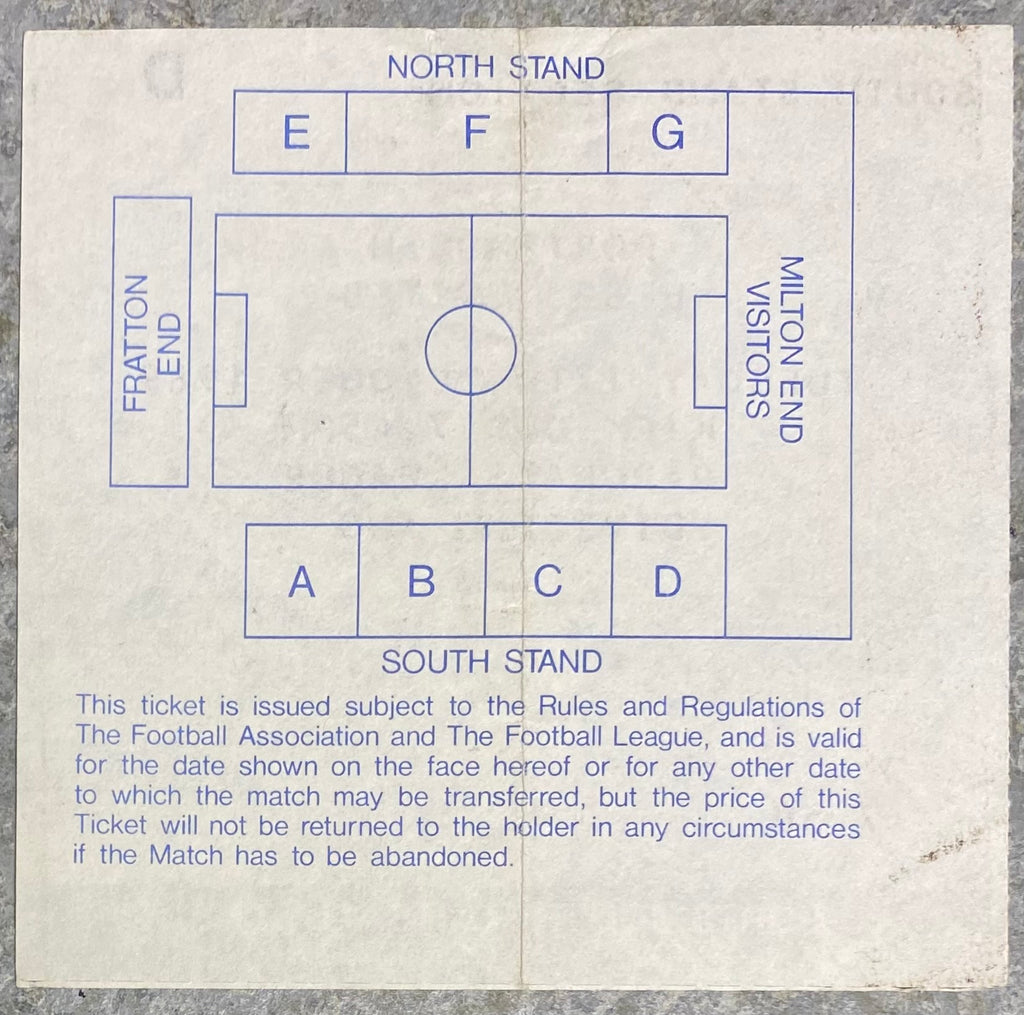 NORTH STAND
E F G
FRATTON
END
MILTON END
VISITORS
A B C D
SOUTH STAND
This ticket is issued subject to the Rules and Regulations of
The Football Association and The Football League, and is valid
for the date shown on the face hereof or for any other date
to which the match may be transferred, but the price of this
Ticket will not be returned to the holder in any circumstances
if the Match has to be abandoned.